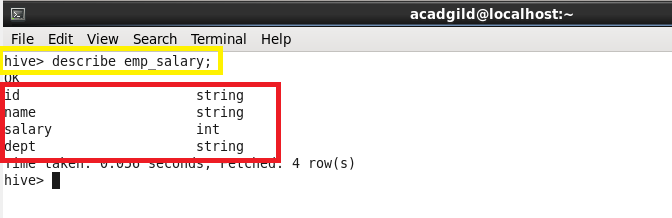 acadgild@localhost:~
File Edit View Search Terminal Help
hive> describe emp_salary;
OK
id string
name string
salary int
dept string
Time taken: 0.056 seconds, Fetched: 4 row(s)
hive>